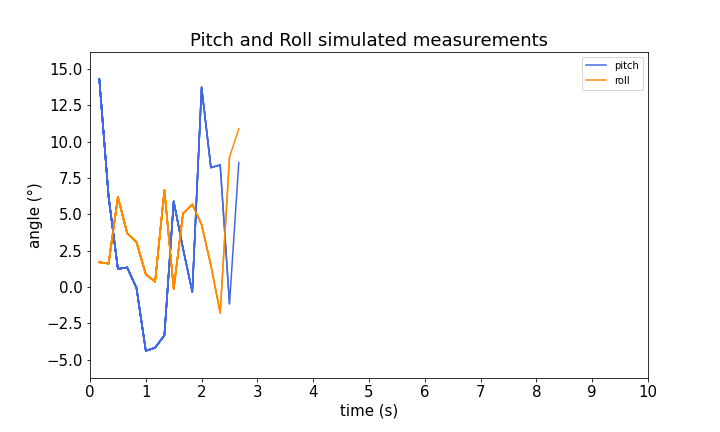 Pitch and Roll simulated measurements
pitch
roll
15.0
12.5
10.0
7.5
5.0
2.5
0.0
−2.5
−5.0
angle (°)
0 1 2 3 4 5 6 7 8 9 10
time (s)